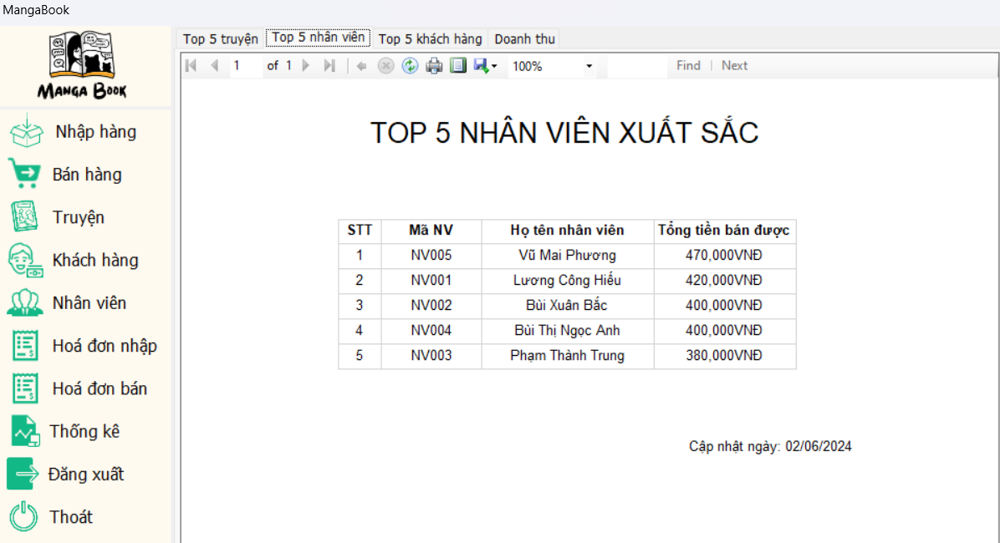 MangaBook
Manga Book
Nhập hàng
Bán hàng
Truyện
Khách hàng
Nhân viên
Hoá đơn nhập
Hoá đơn bán
Thống kê
Đăng xuất
Thoát
Top 5 truyện Top 5 nhân viên Top 5 khách hàng Doanh thu
1 of 1 100% Find | Next
TOP 5 NHÂN VIÊN XUẤT SẮC
STT Mã NV Họ tên nhân viên Tổng tiền bán được
1 NV005 Vũ Mai Phương 470,000VNĐ
2 NV001 Lương Công Hiếu 420,000VNĐ
3 NV002 Bùi Xuân Bắc 400,000VNĐ
4 NV004 Bùi Thị Ngọc Anh 400,000VNĐ
5 NV003 Phạm Thành Trung 380,000VNĐ
Cập nhật ngày: 02/06/2024